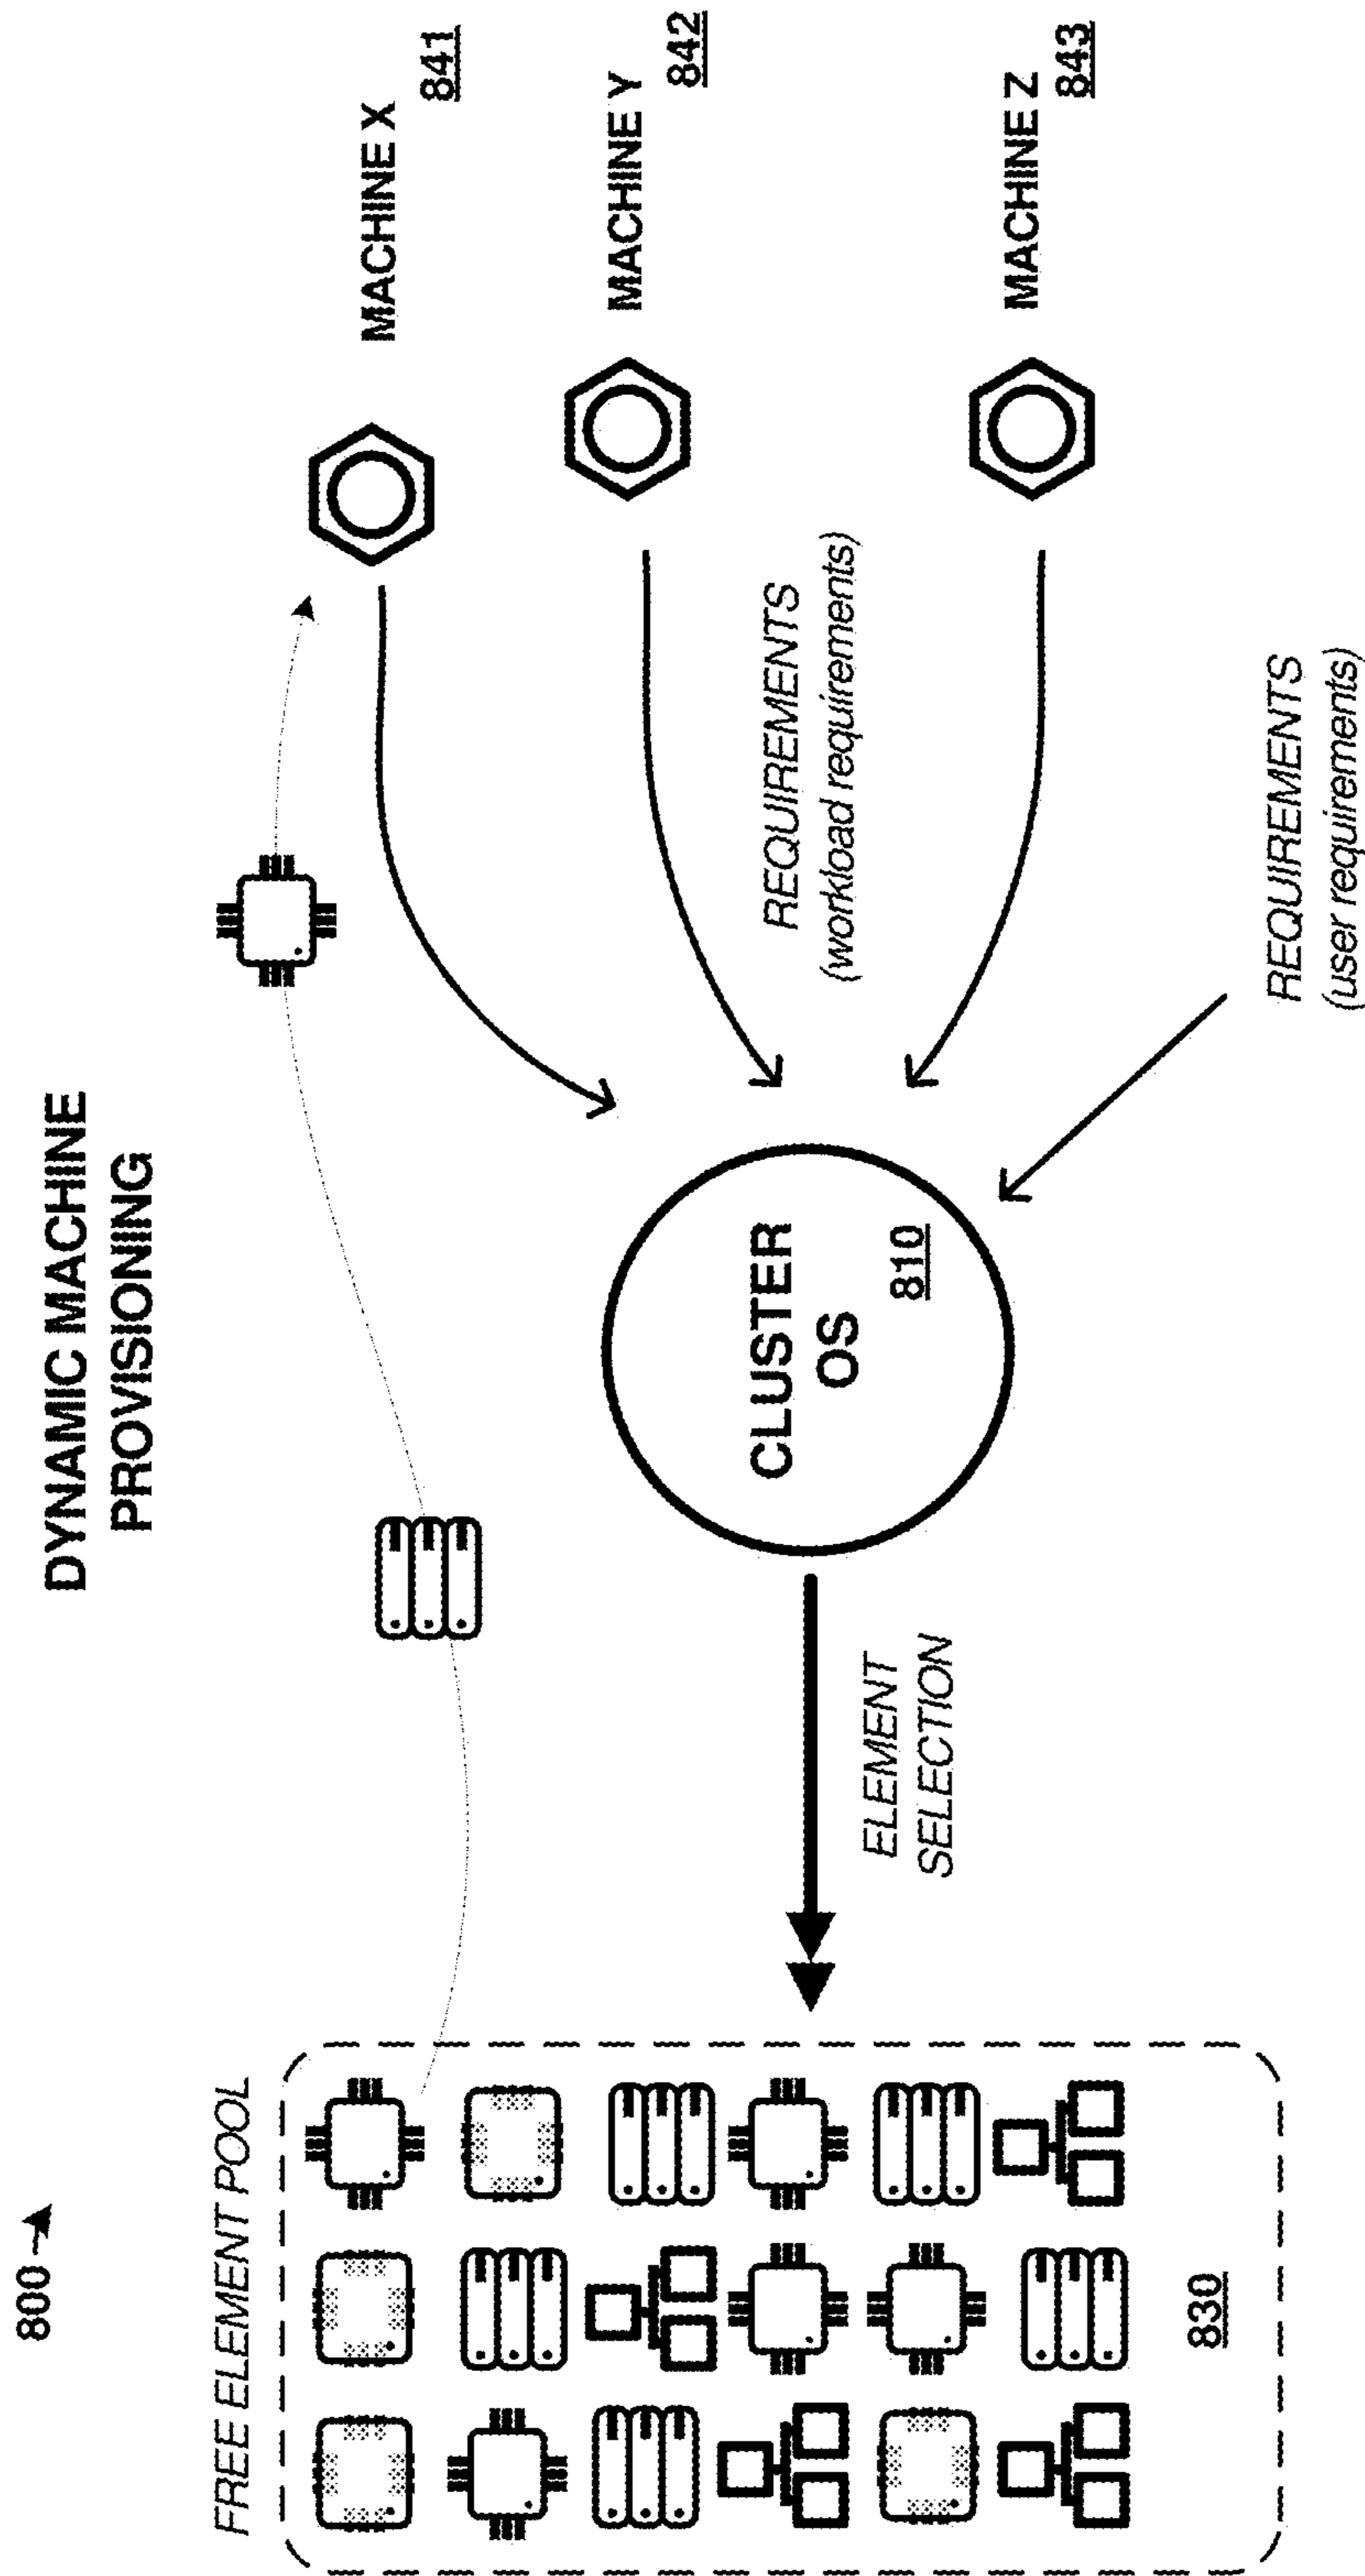 800
DYNAMIC MACHINE
PROVISIONING
FREE ELEMENT POOL
830
ELEMENT
SELECTION
CLUSTER
OS
810
MACHINE X
841
MACHINE Y
842
REQUIREMENTS
(workload requirements)
MACHINE Z
843
REQUIREMENTS
(user requirements)